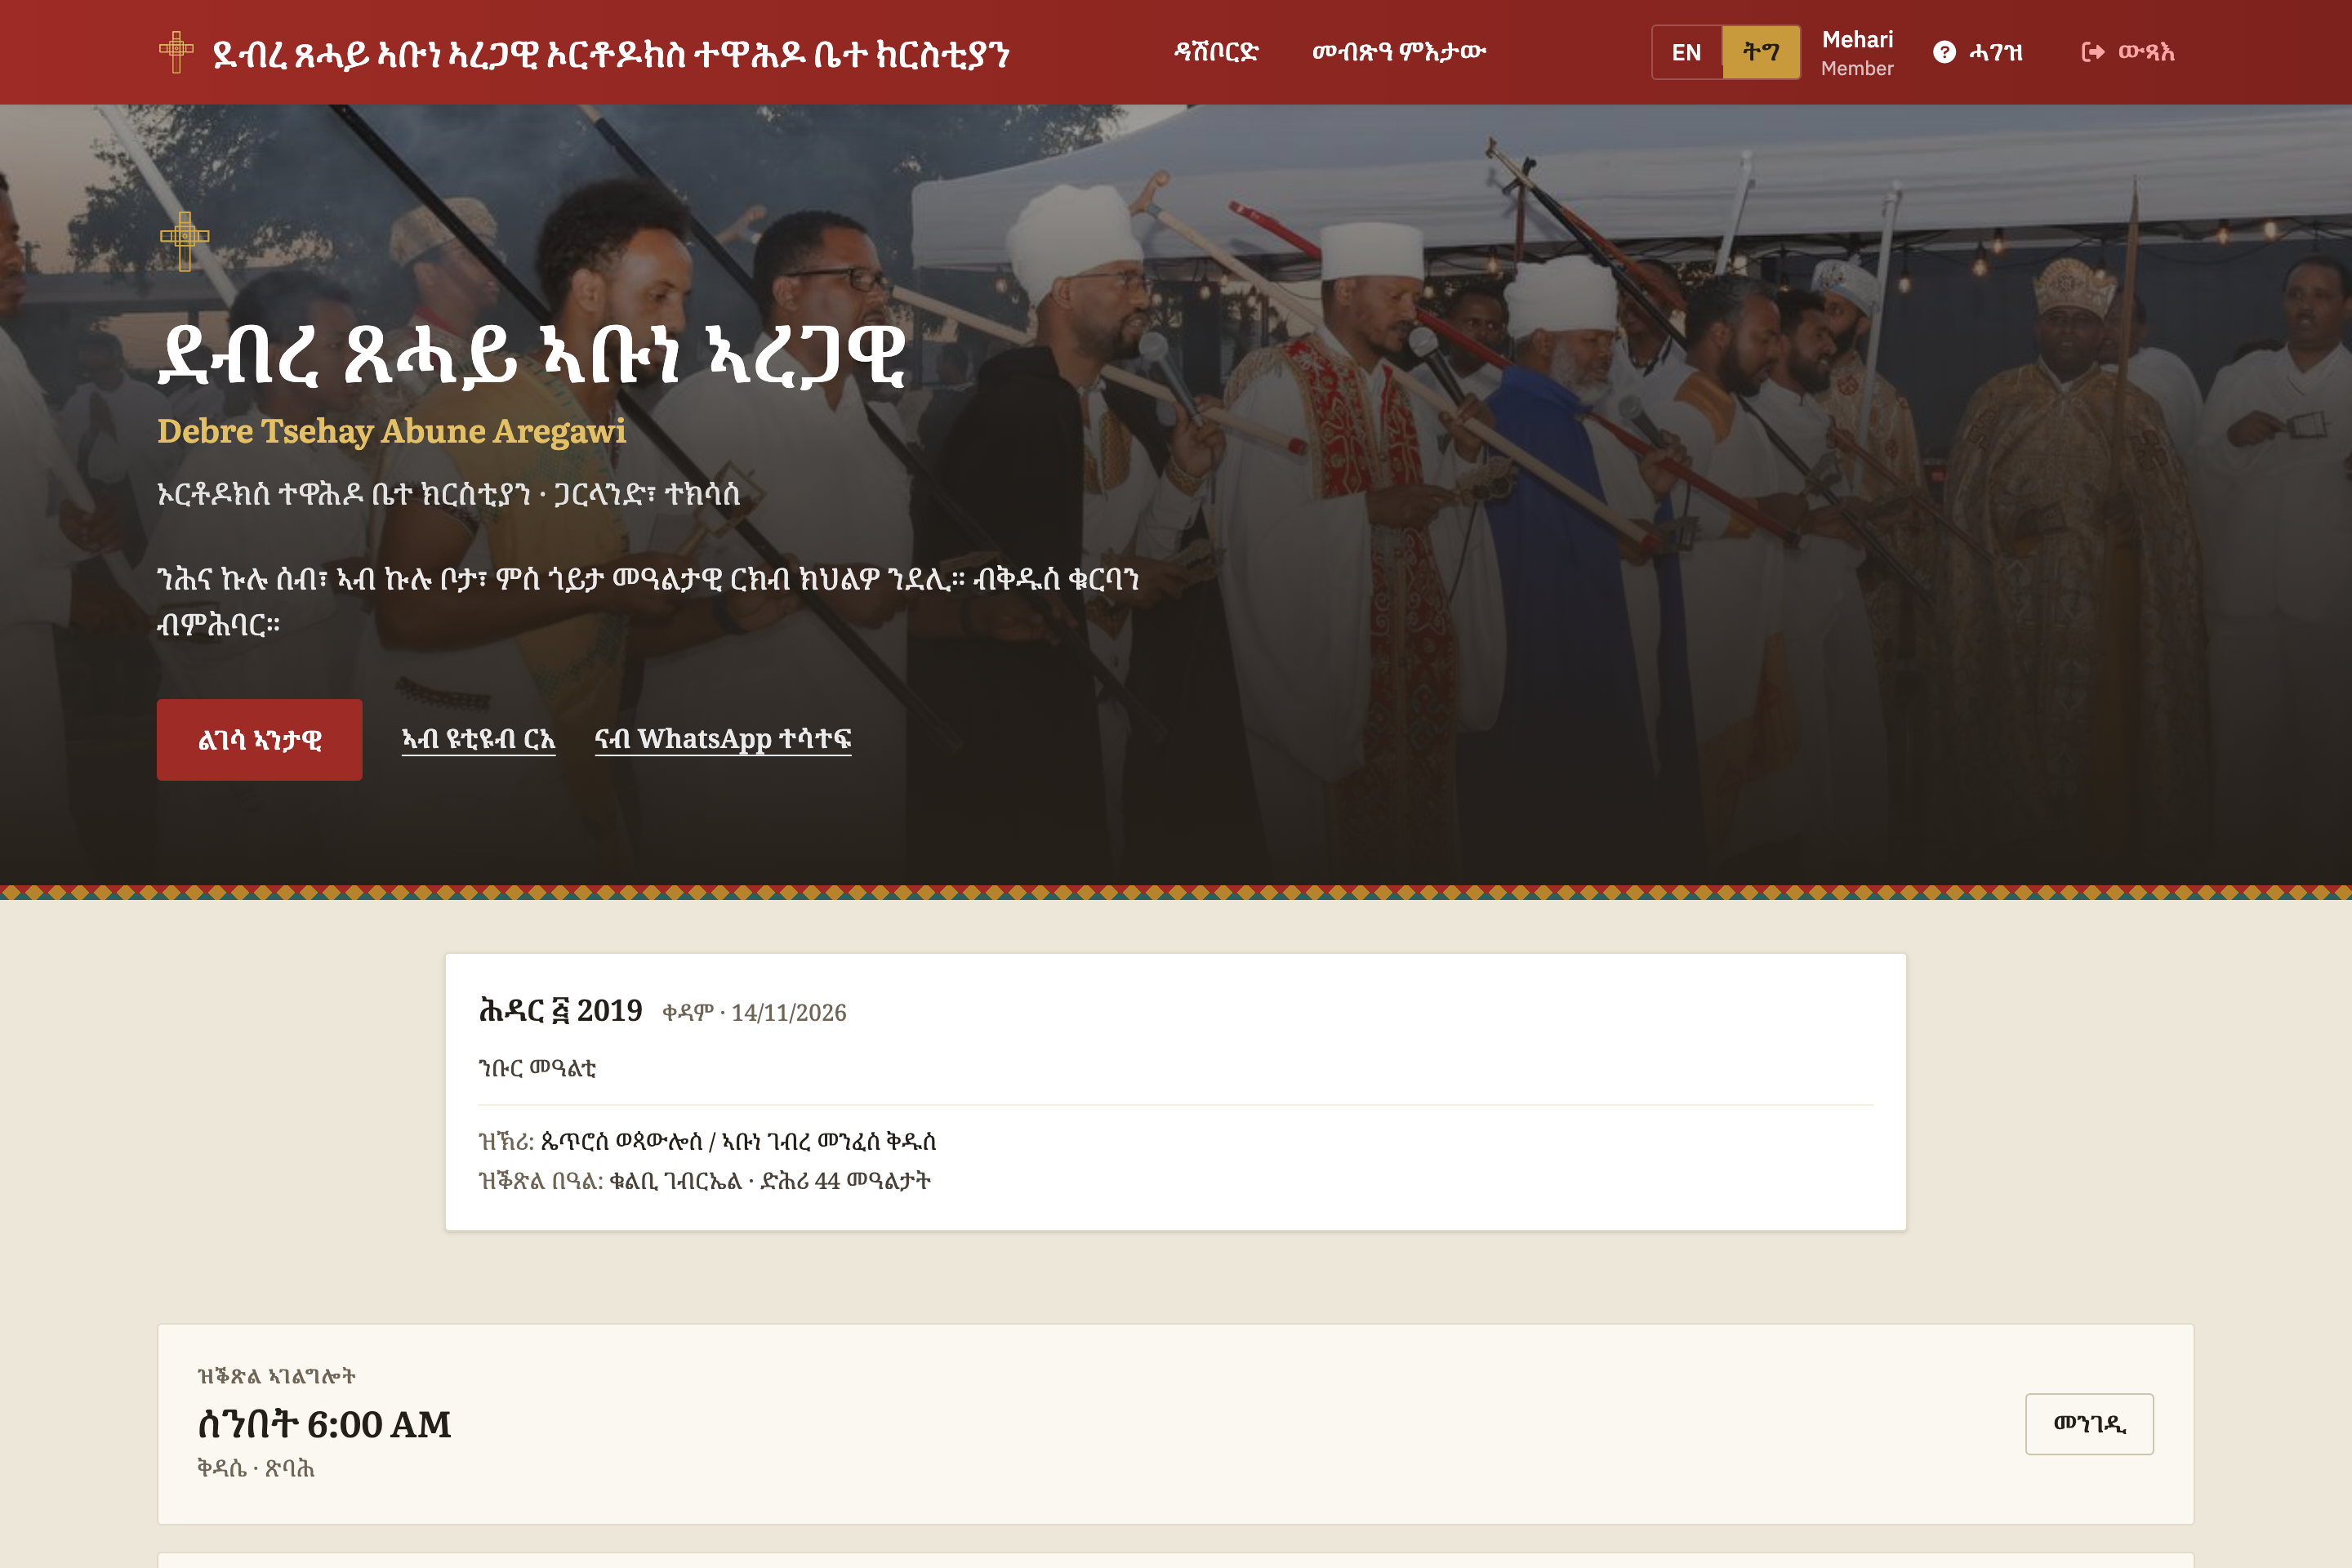 ደብረ ጸሓይ ኣቡነ ኣረጋዊ ኦርቶዶክስ ተዋሕዶ ቤተ ክርስቲያን
ዳሽቦርድ
መብጽዓ ምእታው
EN
ትግ
Mehari
Member
ሓገዝ
ውጻእ
ደብረ ጸሓይ ኣቡነ ኣረጋዊ
Debre Tsehay Abune Aregawi
ኦርቶዶክስ ተዋሕዶ ቤተ ክርስቲያን · ጋርላንድ፣ ተክሳስ
ንሕና ኩሉ ሰብ፣ ኣብ ኩሉ ቦታ፣ ምስ ጎይታ መዓልታዊ ርክብ ክህልዎ ንደሊ። ብቅዱስ ቁርባን
ብምሕባር።
ልገሳ ኣንታዊ
ኣብ ዩቲዩብ ርአ
ናብ WhatsApp ተሳተፍ
ሕዳር ፭ 2019
ቀዳም · 14/11/2026
ንቡር መዓልቲ
ዝኽሪ: ጴጥሮስ ወጳውሎስ / ኣቡነ ገብረ መንፈስ ቅዱስ
ዝቕጽል በዓል: ቁልቢ ገብርኤል · ድሕሪ 44 መዓልታት
ዝቕጽል ኣገልግሎት
ሰንበት 6:00 AM
ቅዳሴ · ጽባሕ
መንገዲ